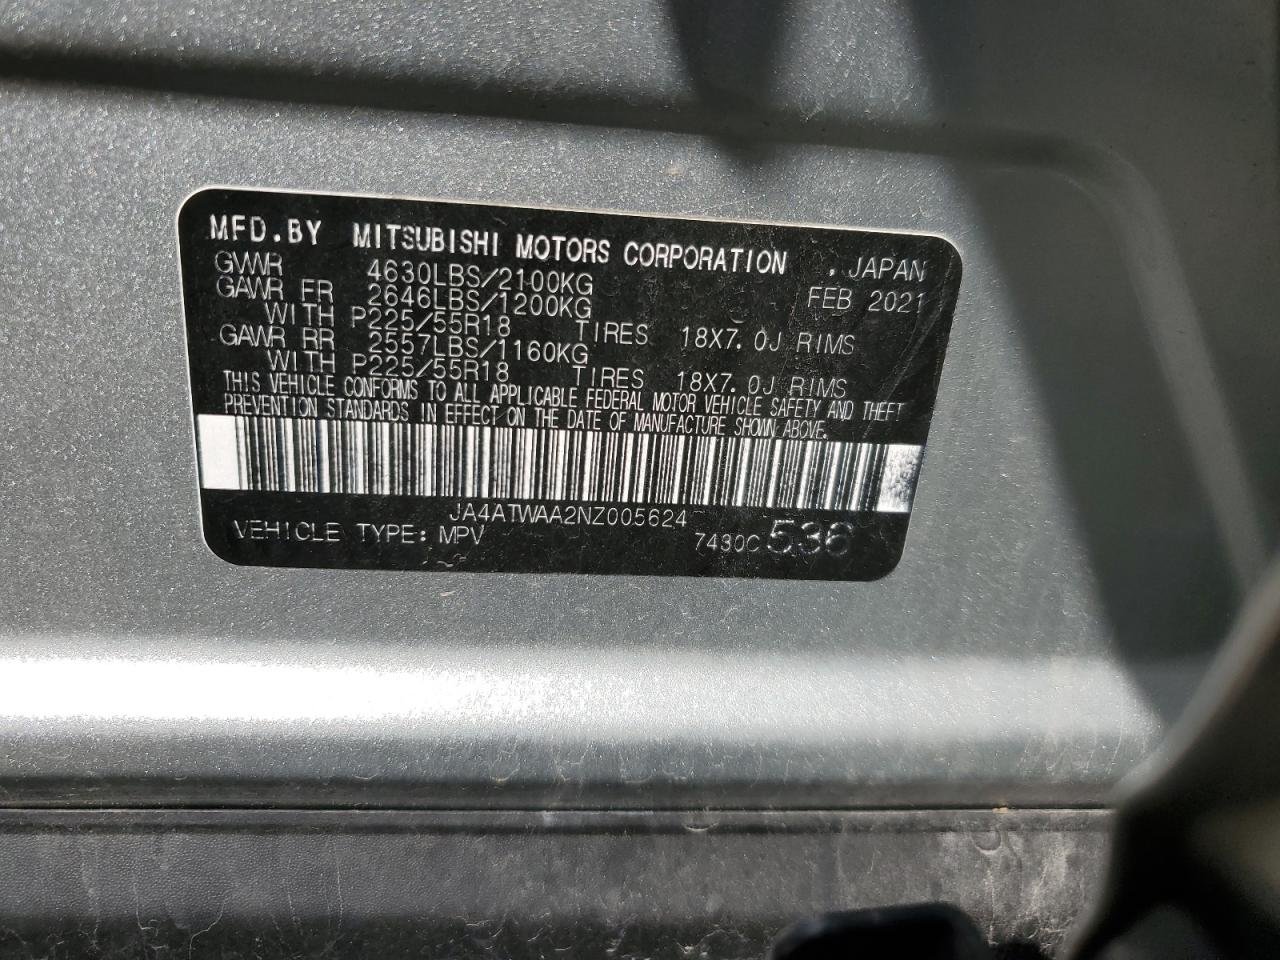 MFD.BY MITSUBISHI MOTORS CORPORATION , JAPAN
GVWR 4630LBS/2100KG FEB 2021
GAWR FR 2646LBS/1200KG
WITH P225/55R18 TIRES 18X7.0J RIMS
GAWR RR 2557LBS/1160KG
WITH P225/55R18 TIRES 18X7.0J RIMS
THIS VEHICLE CONFORMS TO ALL APPLICABLE FEDERAL MOTOR VEHICLE SAFETY AND THEFT
PREVENTION STANDARDS IN EFFECT ON THE DATE OF MANUFACTURE SHOWN ABOVE.
JA4ATWAA2NZ005624
VEHICLE TYPE: MPV 7430C 536